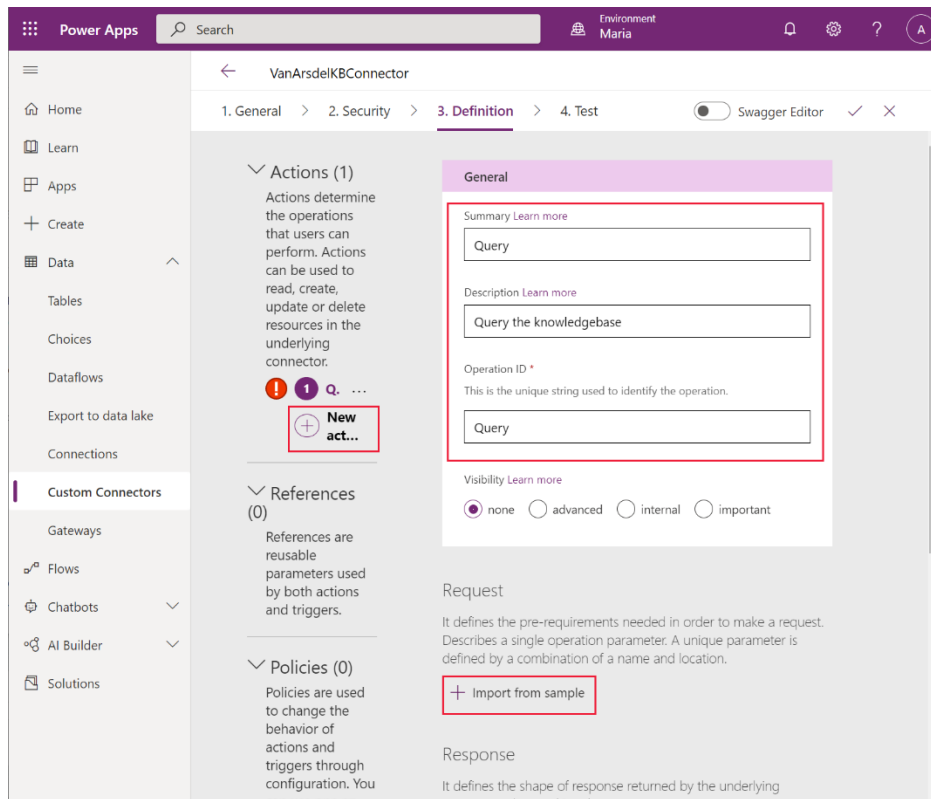 Power Apps
Search
Environment
Maria
A
VanArsdelKBConnector
1. General
2. Security
3. Definition
4. Test
Swagger Editor
Home
Learn
Apps
Create
Data
Tables
Choices
Dataflows
Export to data lake
Connections
Custom Connectors
Gateways
Flows
Chatbots
AI Builder
Solutions
Actions (1)
Actions determine
the operations
that users can
perform. Actions
can be used to
read, create,
update or delete
resources in the
underlying
connector.
1 Q. ...
New
act...
References
(0)
References are
reusable
parameters used
by both actions
and triggers.
Policies (0)
Policies are used
to change the
behavior of
actions and
triggers through
configuration. You
General
Summary Learn more
Query
Description Learn more
Query the knowledgebase
Operation ID *
This is the unique string used to identify the operation.
Query
Visibility Learn more
none advanced internal important
Request
It defines the pre-requirements needed in order to make a request.
Describes a single operation parameter. A unique parameter is
defined by a combination of a name and location.
Import from sample
Response
It defines the shape of response returned by the underlying